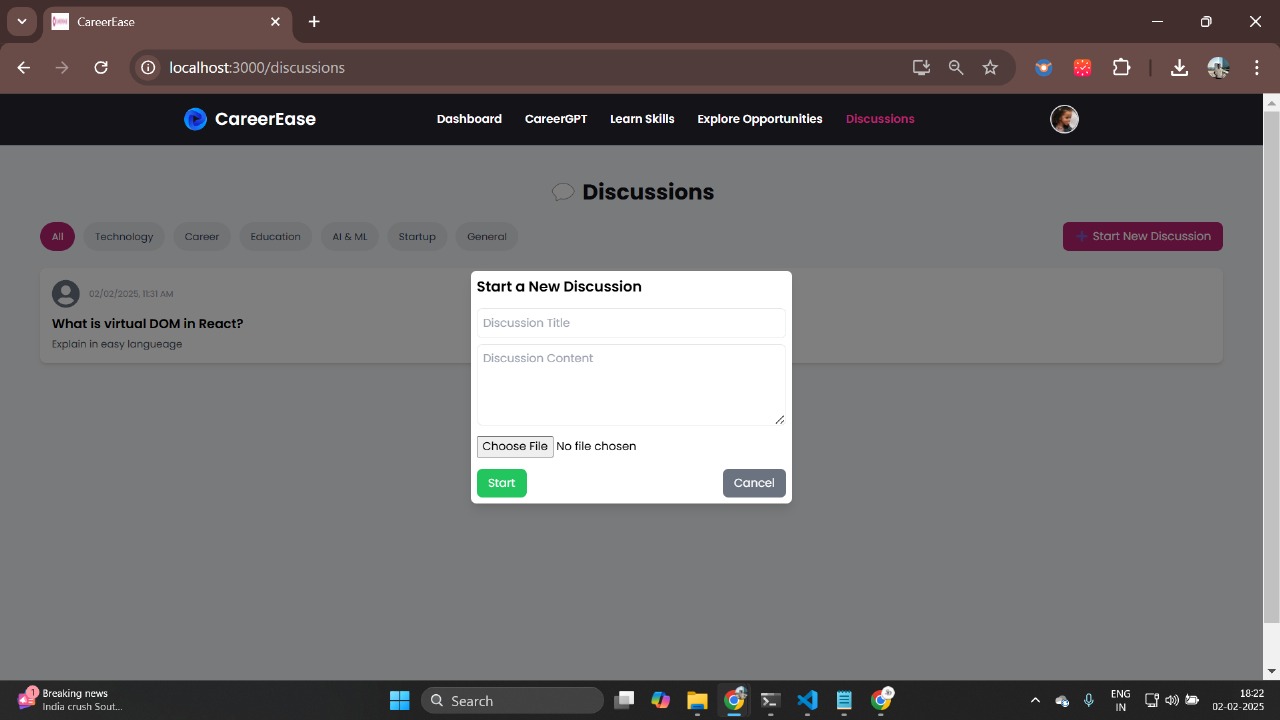 CareerEase
localhost:3000/discussions
CareerEase Dashboard CareerGPT Learn Skills Explore Opportunities Discussions
Discussions
All Technology Career Education AI & ML Startup General + Start New Discussion
02/02/2025, 11:31 AM
What is virtual DOM in React?
Explain in easy longueage
Start a New Discussion
Discussion Title
Discussion Content
Choose File No file chosen
Start Cancel
1 Breaking news
India crush Sout...
Search
ENG
IN
18:22
02-02-2025